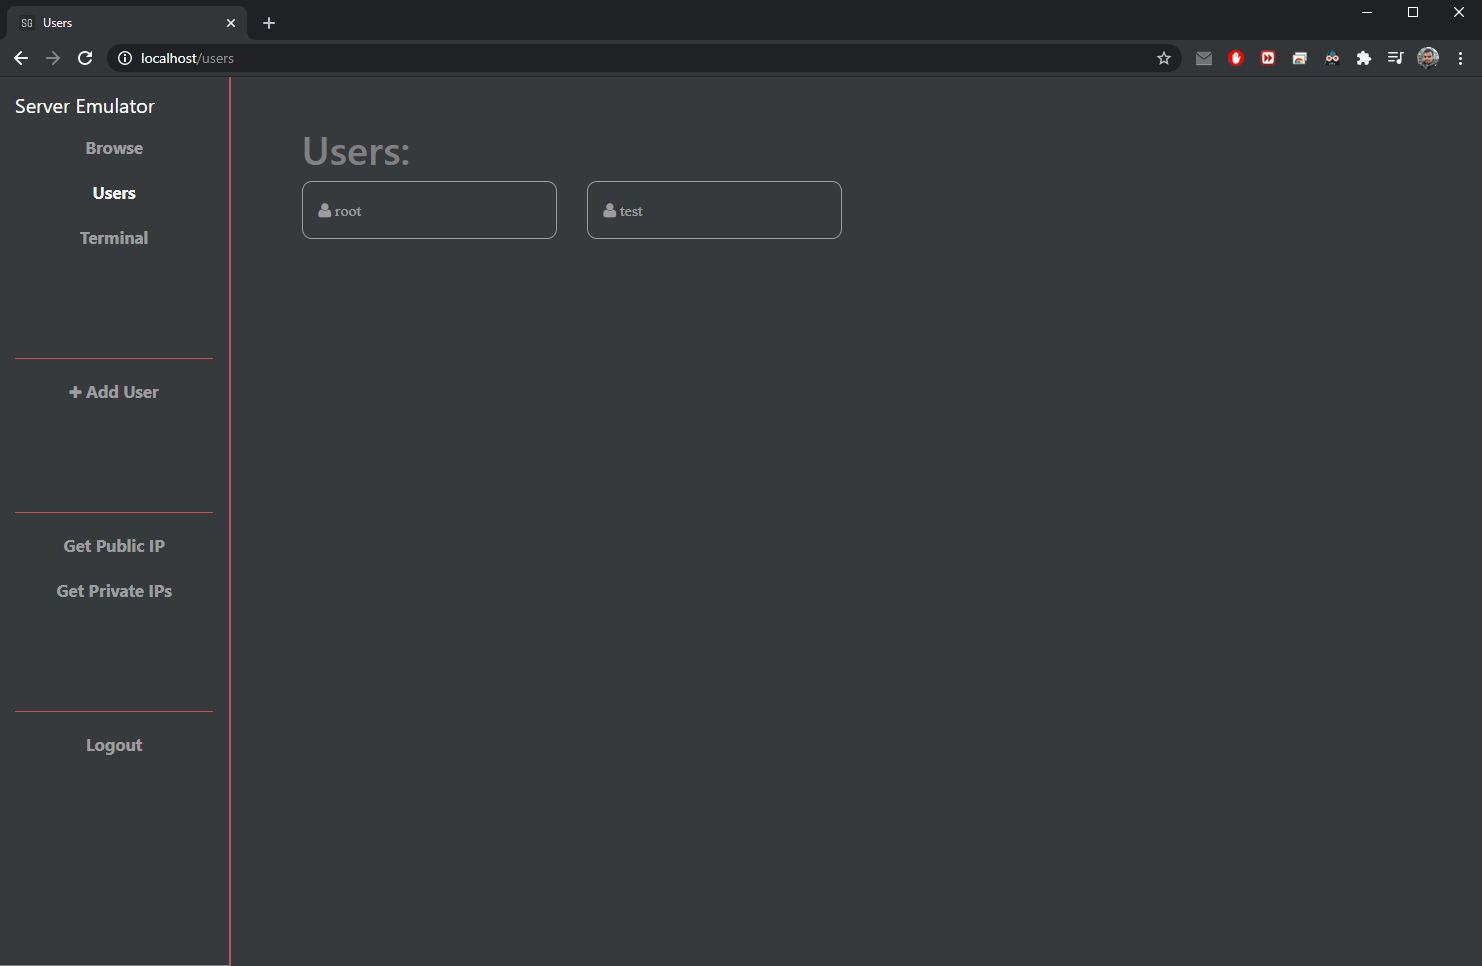 SG Users
localhost/users
Server Emulator
Browse
Users
Terminal
Add User
Get Public IP
Get Private IPs
Logout
Users:
root
test